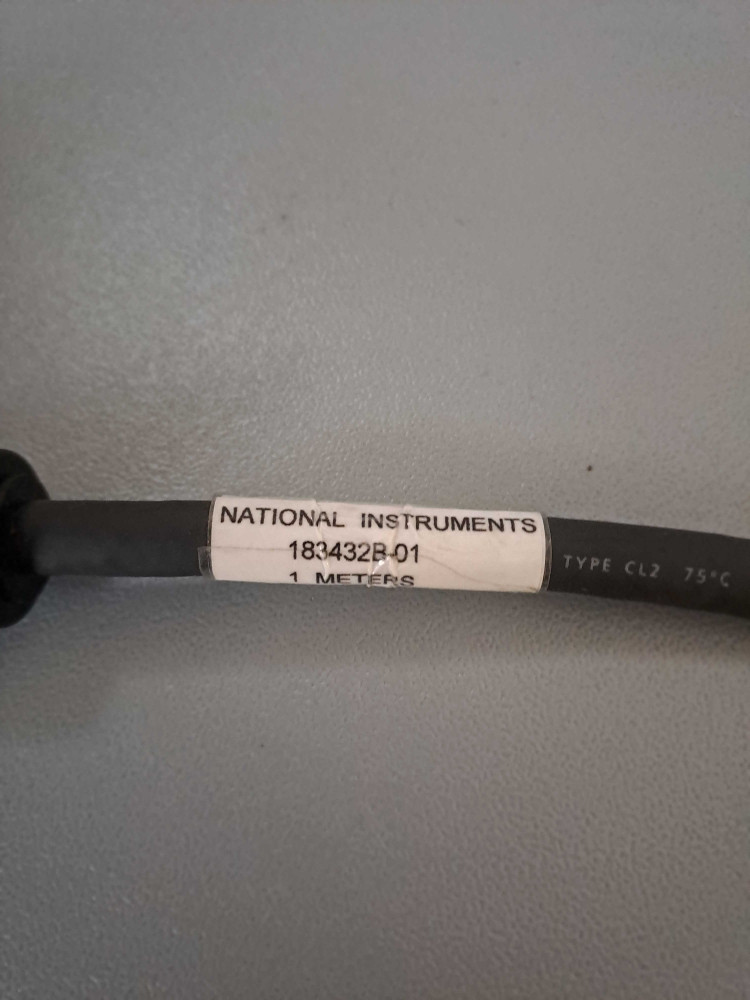 NATIONAL INSTRUMENTS
183432B-01
1 METERS
TYPE CL2 75°C